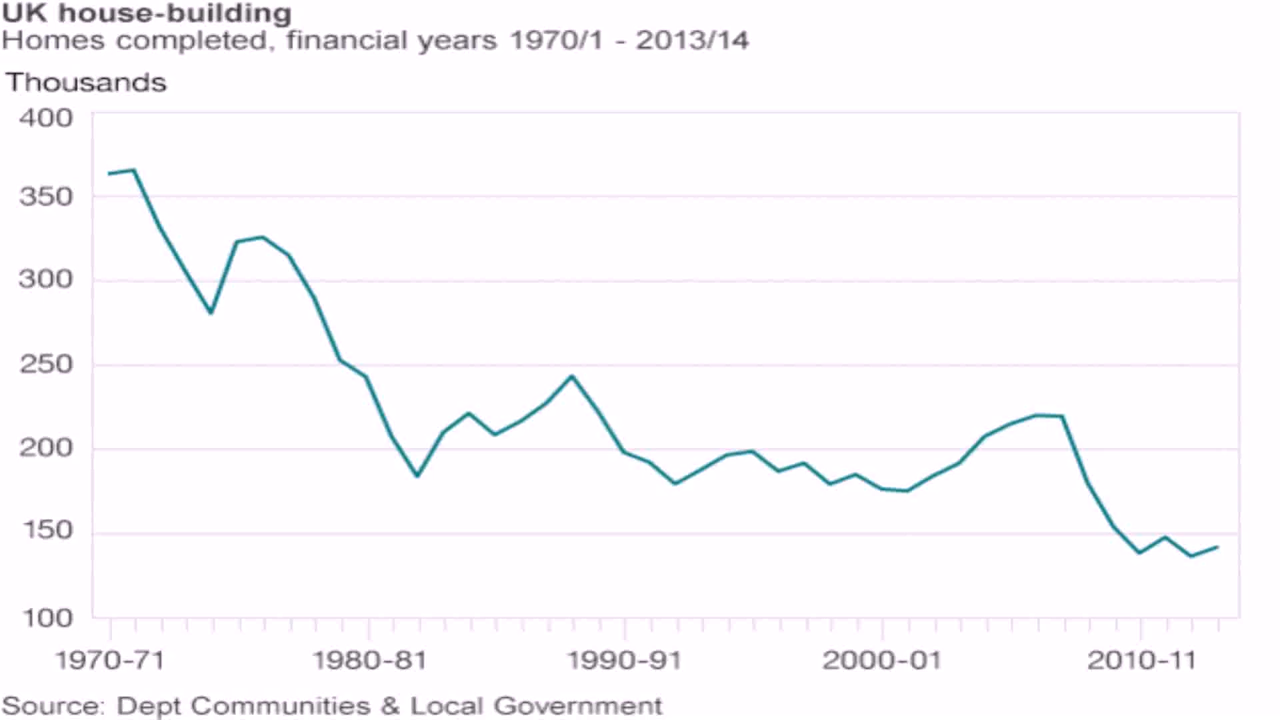 UK house-building
Homes completed, financial years 1970/1 - 2013/14
Thousands
400
350
300
250
200
150
100
1970-71 1980-81 1990-91 2000-01 2010-11
Source: Dept Communities & Local Government